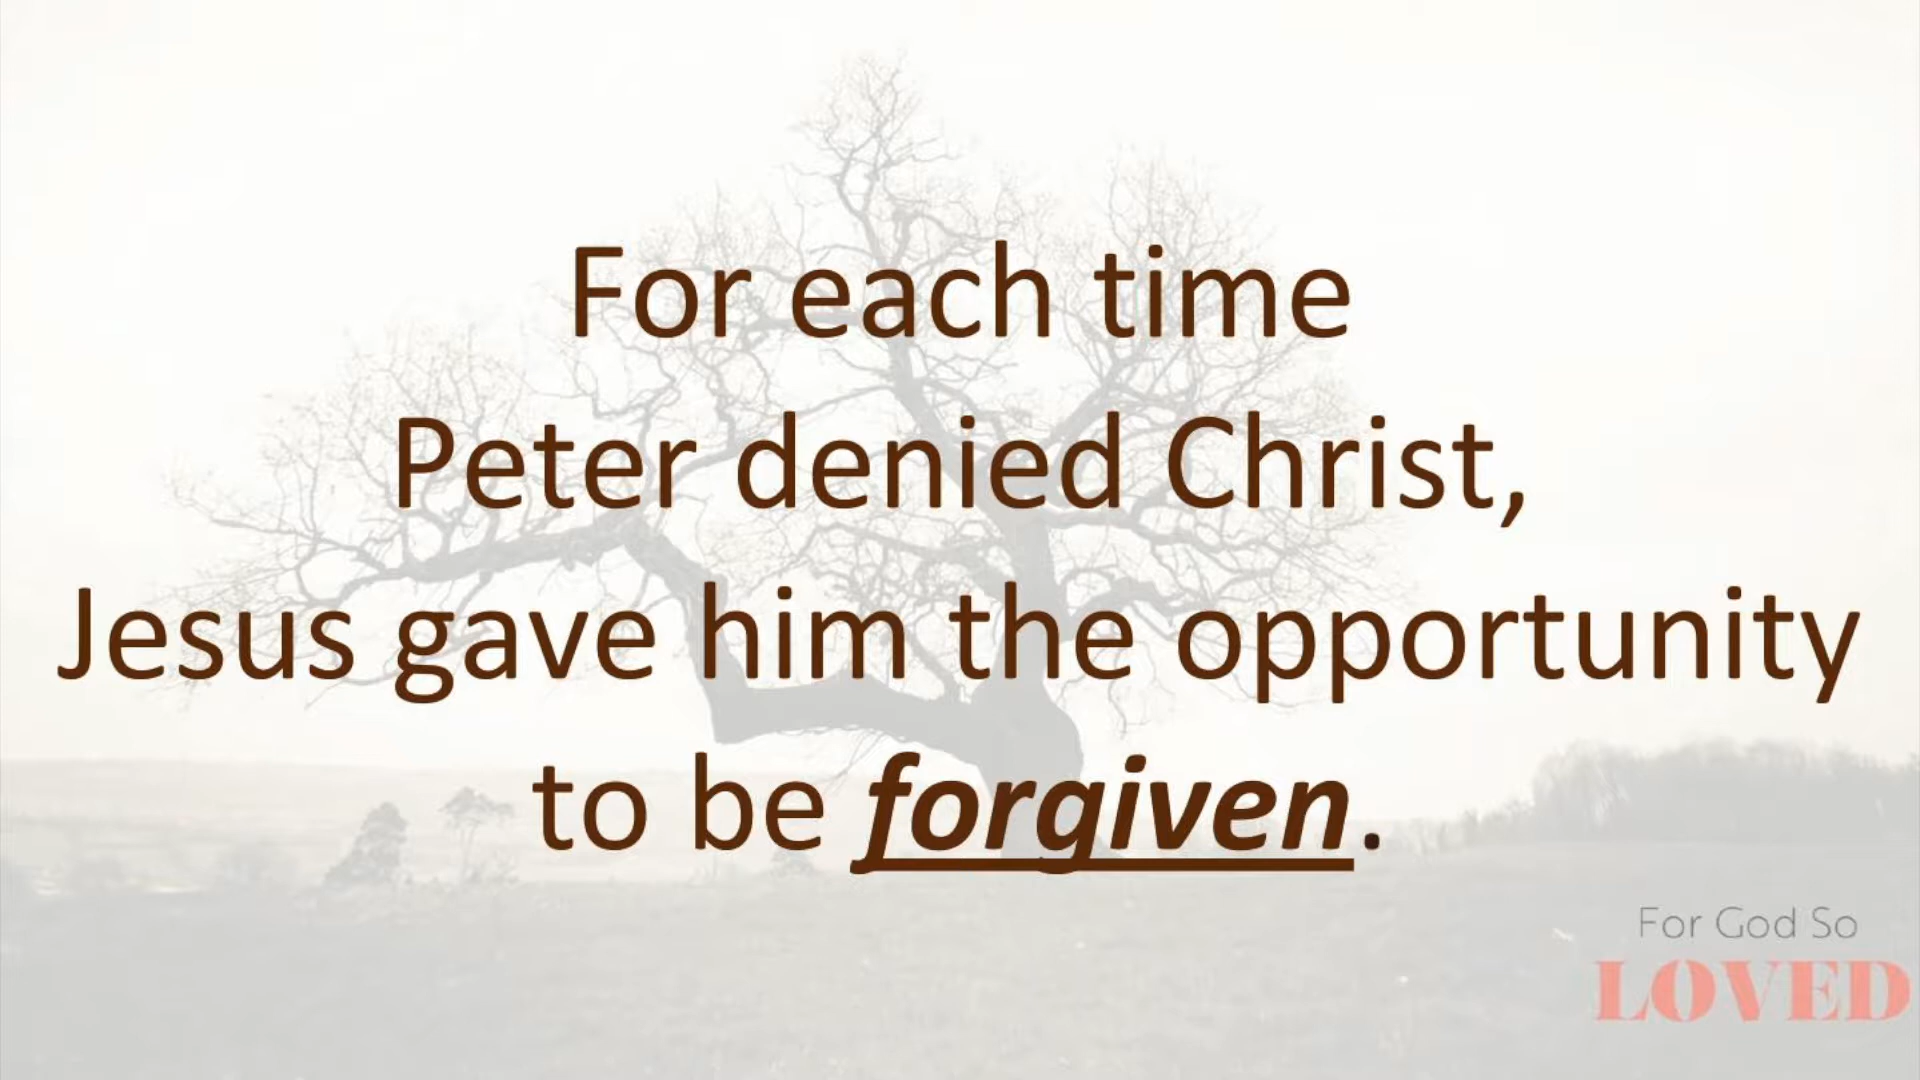 For each time
Peter denied Christ,
Jesus gave him the opportunity
to be forgiven.
For God So
LOVED